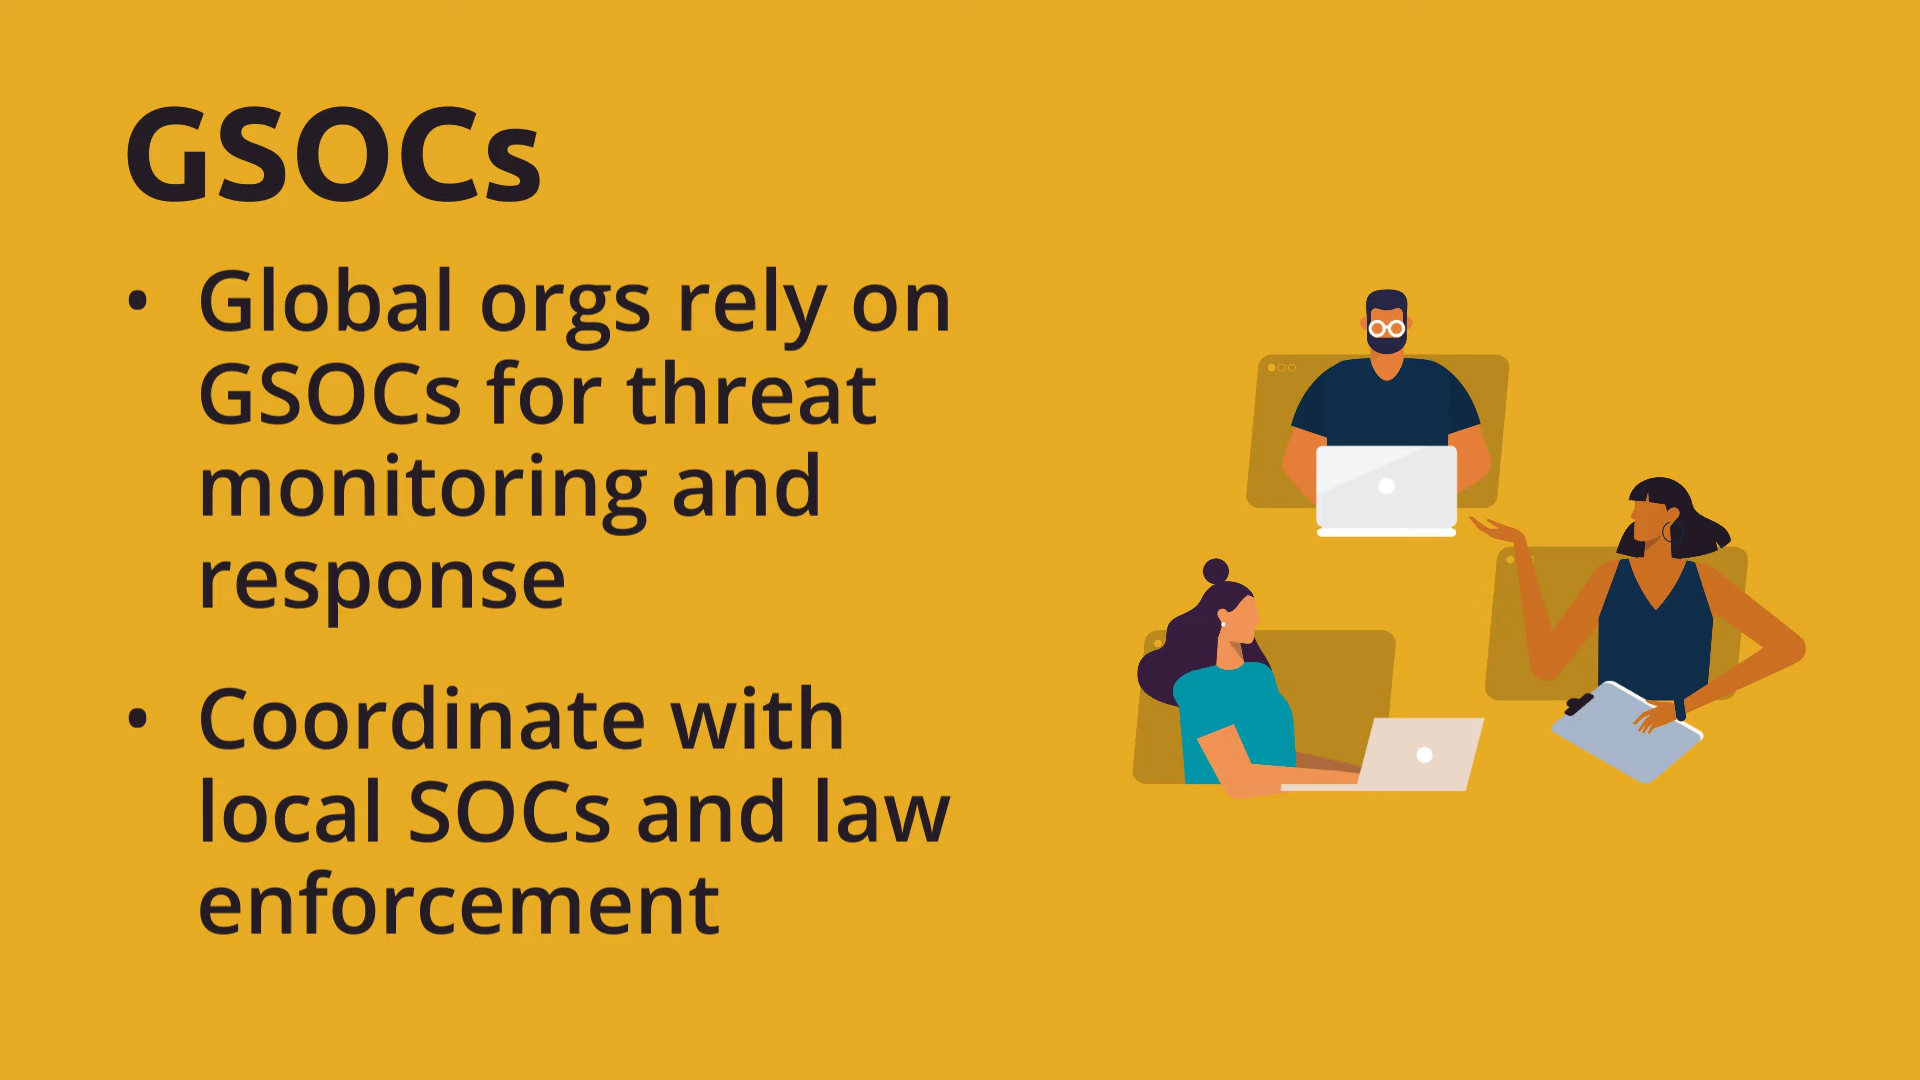 GSOCs
• Global orgs rely on
GSOCs for threat
monitoring and
response
• Coordinate with
local SOCs and law
enforcement